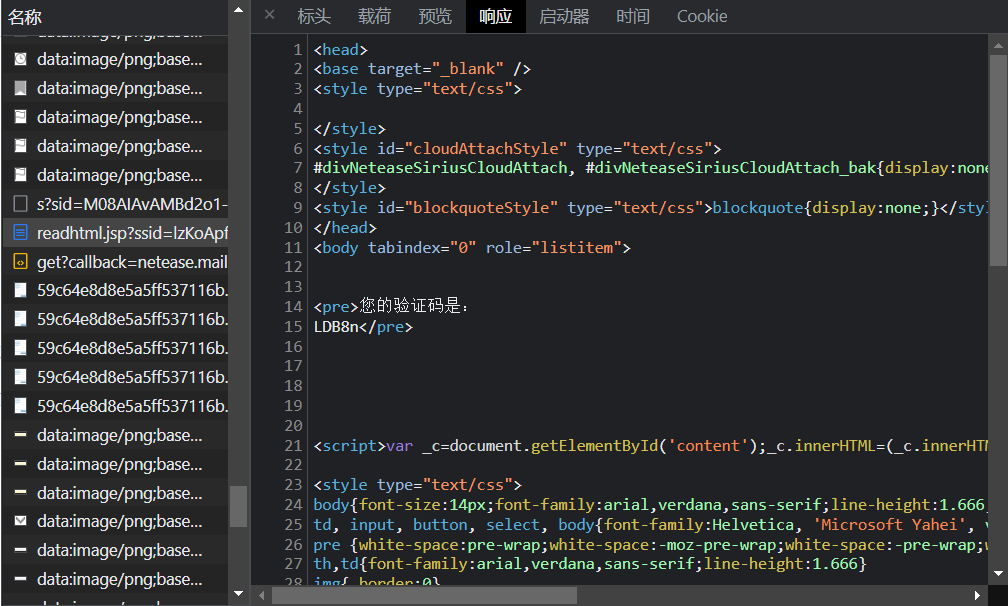 名称
data:image/png;base...
data:image/png;base...
data:image/png;base...
data:image/png;base...
data:image/png;base...
data:image/png;base...
s?sid=M08AIAvAMBd2o1-
readhtml.jsp?ssid=lzKoApf
get?callback=netease.mail
59c64e8d8e5a5ff537116b.
59c64e8d8e5a5ff537116b.
59c64e8d8e5a5ff537116b.
59c64e8d8e5a5ff537116b.
59c64e8d8e5a5ff537116b.
data:image/png;base...
data:image/png;base...
data:image/png;base...
data:image/png;base...
data:image/png;base...
data:image/png;base...
× 标头 载荷 预览 响应 启动器 时间 Cookie
1 <head>
2 <base target="_blank" />
3 <style type="text/css">
4
5 </style>
6 <style id="cloudAttachStyle" type="text/css">
7 #divNeteaseSiriusCloudAttach, #divNeteaseSiriusCloudAttach_bak{display:none
8 </style>
9 <style id="blockquoteStyle" type="text/css">blockquote{display:none;}</styl
10 </head>
11 <body tabindex="0" role="listitem">
12
13
14 <pre>您的验证码是：
15 LDB8n</pre>
16
17
18
19
20
21 <script>var _c=document.getElementById('content');_c.innerHTML=(_c.innerHTM
22
23 <style type="text/css">
24 body{font-size:14px;font-family:arial,verdana,sans-serif;line-height:1.666
25 td, input, button, select, body{font-family:Helvetica, 'Microsoft Yahei', v
26 pre {white-space:pre-wrap;white-space:-moz-pre-wrap;white-space:-pre-wrap;w
27 th,td{font-family:arial,verdana,sans-serif;line-height:1.666}
28 img{ border:0}